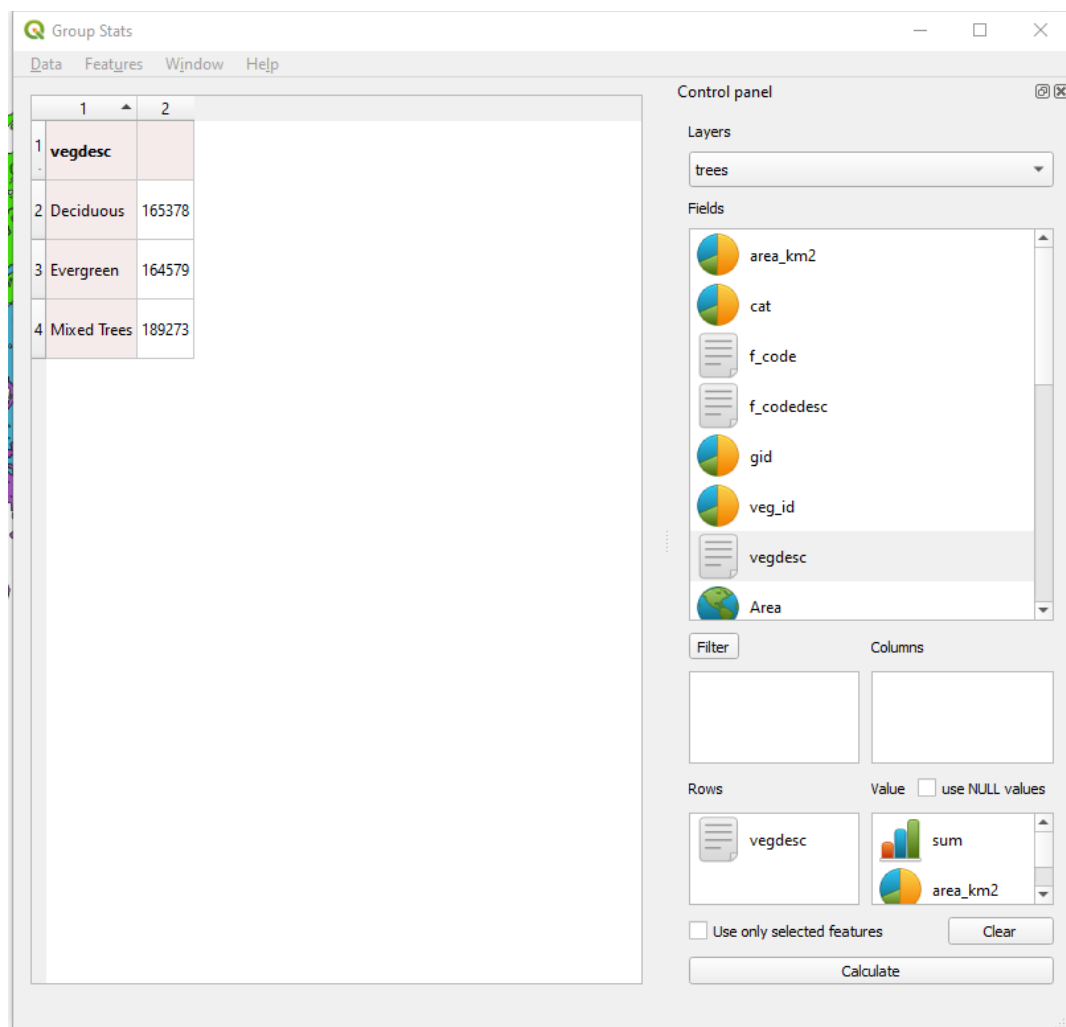 Group Stats
Data Features Window Help
Control panel
1 2
1 vegdesc
.
2 Deciduous 165378
3 Evergreen 164579
4 Mixed Trees 189273
Layers
trees
Fields
area_km2
cat
f_code
f_codedesc
gid
veg_id
vegdesc
Area
Filter Columns
Rows Value use NULL values
vegdesc sum
area_km2
Use only selected features Clear
Calculate